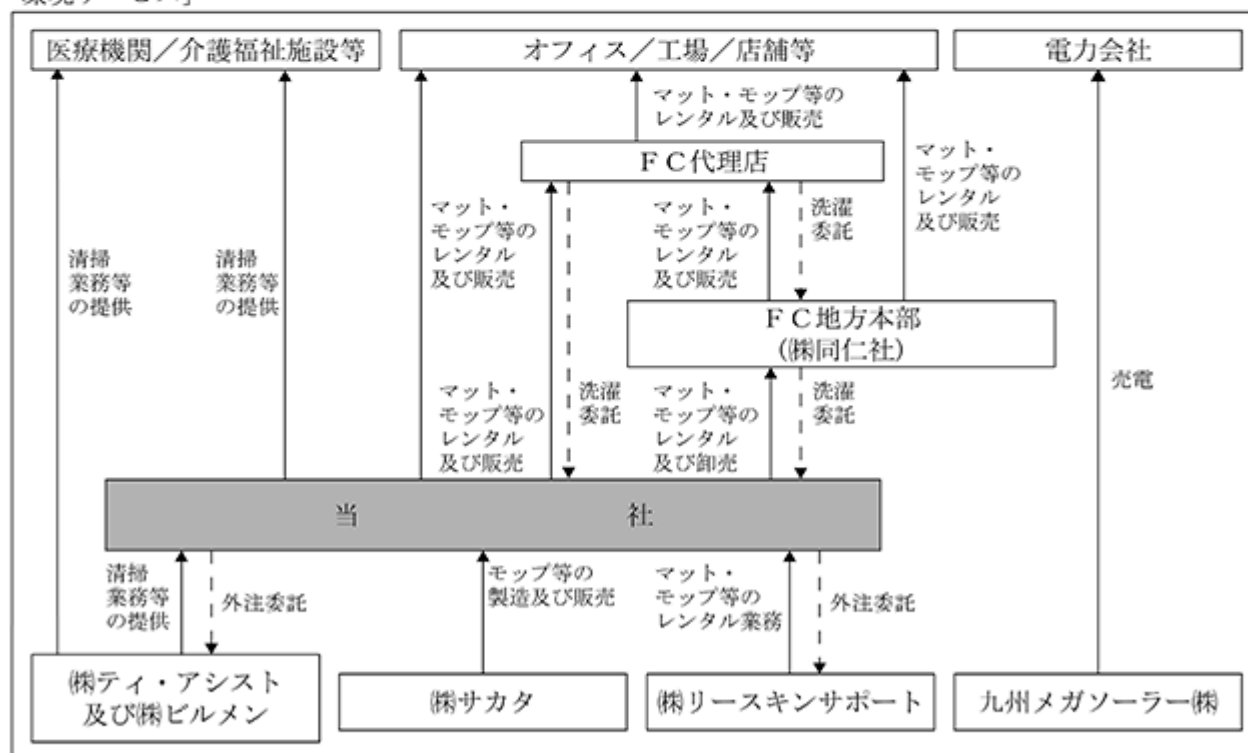 環境サービス」
医療機関／介護福祉施設等
オフィス／工場／店舗等
電力会社
マット・モップ等の
レンタル及び販売
ＦＣ代理店
マット・
モップ等の
レンタル
及び販売
マット・
モップ等の
レンタル
及び販売
マット・
モップ等の
レンタル
及び販売
洗濯
委託
清掃
業務等
の提供
清掃
業務等
の提供
ＦＣ地方本部
（㈱同仁社）
売電
マット・
モップ等の
レンタル
及び販売
洗濯
委託
マット・
モップ等の
レンタル
及び卸売
洗濯
委託
当社
清掃
業務等
の提供
外注委託
モップ等の
製造及び販売
マット・
モップ等の
レンタル業務
外注委託
㈱ティ・アシスト
及び㈱ビルメン
㈱サカタ
㈱リースキンサポート
九州メガソーラー㈱